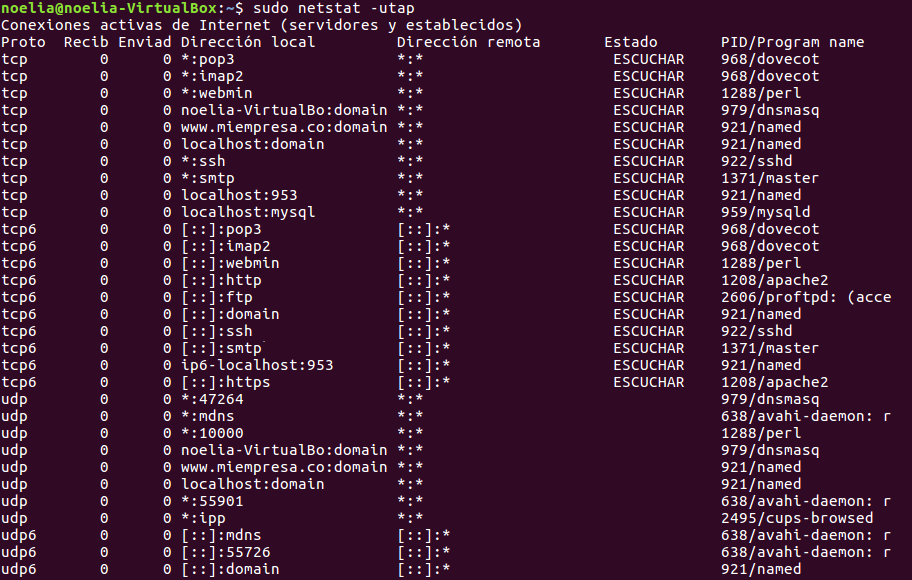 noelia@noelia-VirtualBox:~$ sudo netstat -utap
Conexiones activas de Internet (servidores y establecidos)
Proto  Recib Enviad Dirección local         Dirección remota       Estado       PID/Program name
tcp        0      0 *:pop3                  *:*                     ESCUCHAR    968/dovecot
tcp        0      0 *:imap2                 *:*                     ESCUCHAR    968/dovecot
tcp        0      0 *:webmin                *:*                     ESCUCHAR    1288/perl
tcp        0      0 noelia-VirtualBo:domain *:*                     ESCUCHAR    979/dnsmasq
tcp        0      0 www.miempresa.co:domain *:*                     ESCUCHAR    921/named
tcp        0      0 localhost:domain        *:*                     ESCUCHAR    921/named
tcp        0      0 *:ssh                   *:*                     ESCUCHAR    922/sshd
tcp        0      0 *:smtp                  *:*                     ESCUCHAR    1371/master
tcp        0      0 localhost:953           *:*                     ESCUCHAR    921/named
tcp        0      0 localhost:mysql         *:*                     ESCUCHAR    959/mysqld
tcp6       0      0 [::]:pop3               [::]:*                  ESCUCHAR    968/dovecot
tcp6       0      0 [::]:imap2              [::]:*                  ESCUCHAR    968/dovecot
tcp6       0      0 [::]:webmin             [::]:*                  ESCUCHAR    1288/perl
tcp6       0      0 [::]:http               [::]:*                  ESCUCHAR    1208/apache2
tcp6       0      0 [::]:ftp                [::]:*                  ESCUCHAR    2606/proftpd: (acce
tcp6       0      0 [::]:domain             [::]:*                  ESCUCHAR    921/named
tcp6       0      0 [::]:ssh                [::]:*                  ESCUCHAR    922/sshd
tcp6       0      0 [::]:smtp               [::]:*                  ESCUCHAR    1371/master
tcp6       0      0 ip6-localhost:953       [::]:*                  ESCUCHAR    921/named
tcp6       0      0 [::]:https              [::]:*                  ESCUCHAR    1208/apache2
udp        0      0 *:47264                 *:*                                 979/dnsmasq
udp        0      0 *:mdns                  *:*                                 638/avahi-daemon: r
udp        0      0 *:10000                 *:*                                 1288/perl
udp        0      0 noelia-VirtualBo:domain *:*                                 979/dnsmasq
udp        0      0 www.miempresa.co:domain *:*                                 921/named
udp        0      0 localhost:domain        *:*                                 921/named
udp        0      0 *:55901                 *:*                                 638/avahi-daemon: r
udp        0      0 *:ipp                   *:*                                 2495/cups-browsed
udp6       0      0 [::]:mdns               [::]:*                              638/avahi-daemon: r
udp6       0      0 [::]:55726              [::]:*                              638/avahi-daemon: r
udp6       0      0 [::]:domain             [::]:*                              921/named